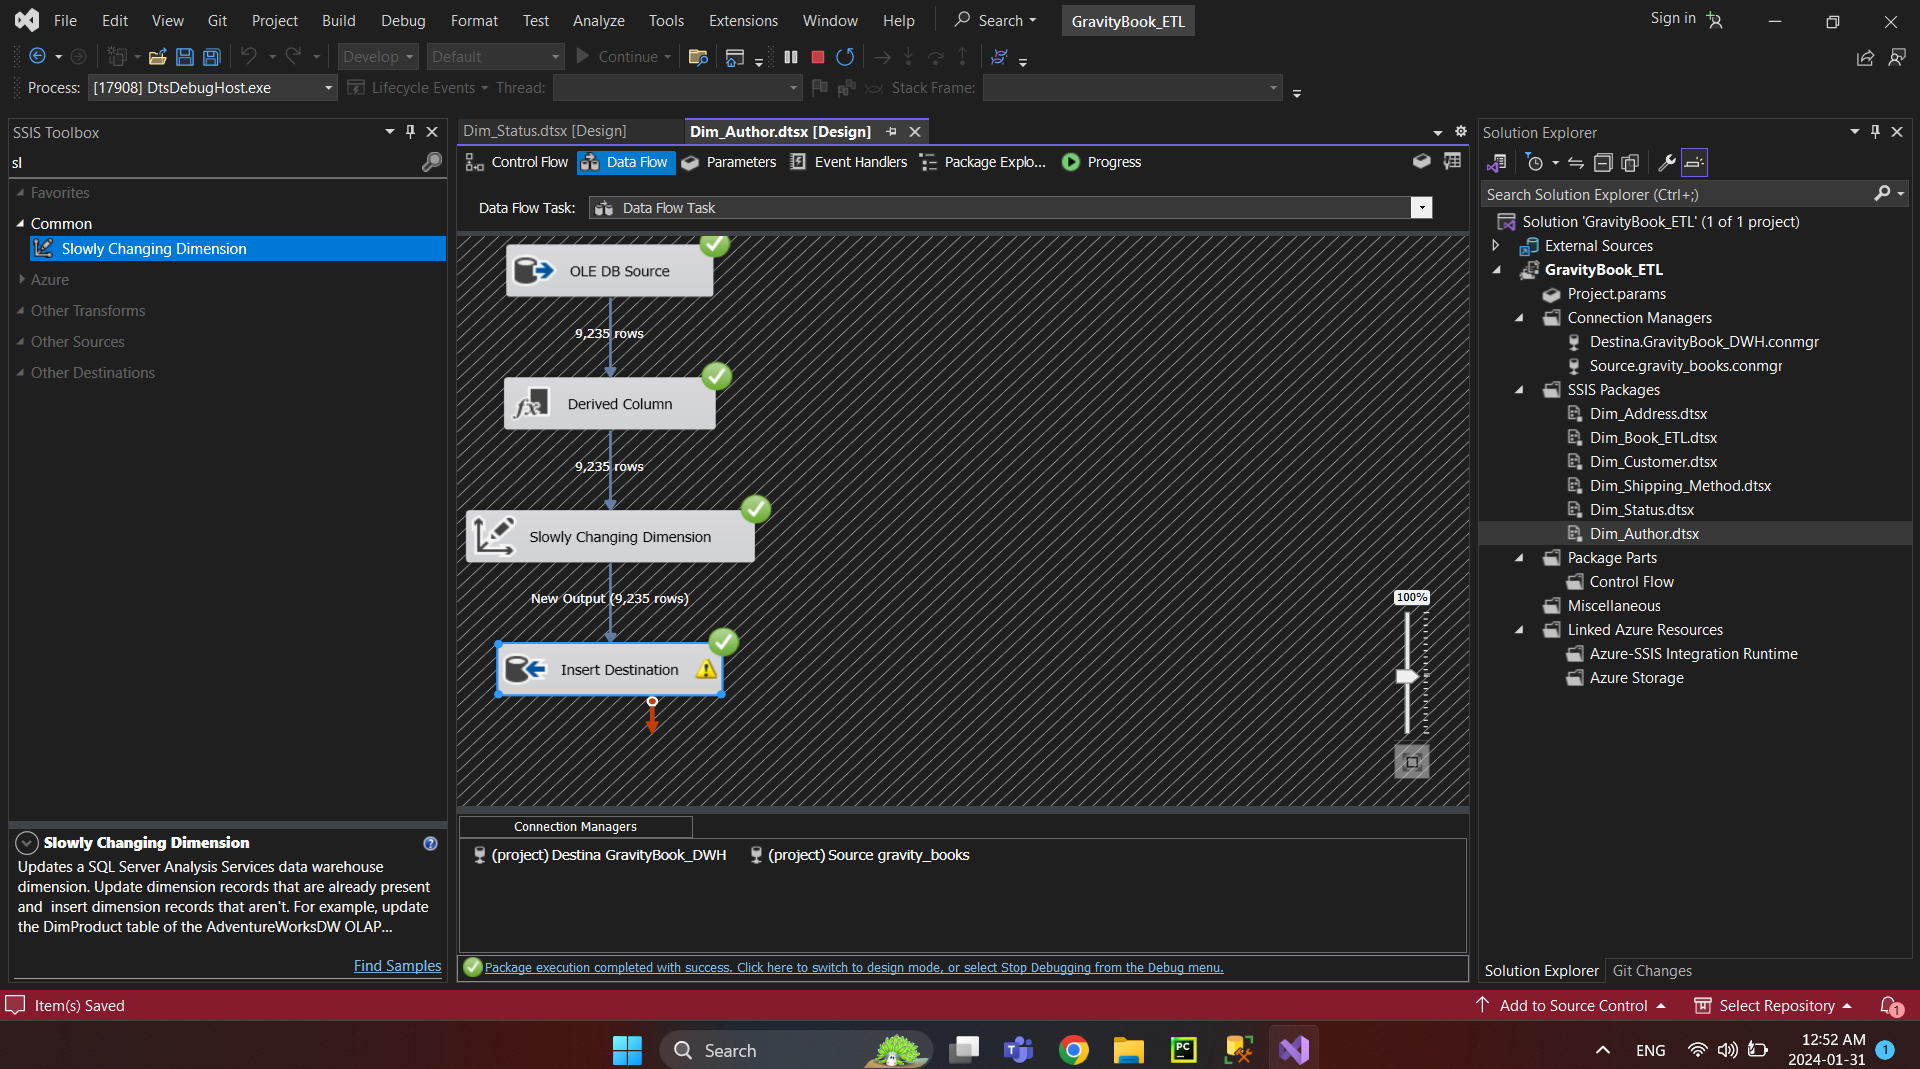 File Edit View Git Project Build Debug Format Test Analyze Tools Extensions Window Help Search GravityBook_ETL Sign in
Develop Default Continue
Process: [17908] DtsDebugHost.exe Lifecycle Events Thread: Stack Frame:
SSIS Toolbox
sl
Favorites
Common
Slowly Changing Dimension
Azure
Other Transforms
Other Sources
Other Destinations
Slowly Changing Dimension
Updates a SQL Server Analysis Services data warehouse
dimension. Update dimension records that are already present
and insert dimension records that aren't. For example, update
the DimProduct table of the AdventureWorksDW OLAP...
Find Samples
Dim_Status.dtsx [Design] Dim_Author.dtsx [Design]
Control Flow Data Flow Parameters Event Handlers Package Explo... Progress
Data Flow Task: Data Flow Task
OLE DB Source
9,235 rows
fx Derived Column
9,235 rows
Slowly Changing Dimension
New Output (9,235 rows)
Insert Destination
100%
Connection Managers
(project) Destina GravityBook_DWH (project) Source gravity_books
Package execution completed with success. Click here to switch to design mode, or select Stop Debugging from the Debug menu.
Solution Explorer
Search Solution Explorer (Ctrl+;)
Solution 'GravityBook_ETL' (1 of 1 project)
External Sources
GravityBook_ETL
Project.params
Connection Managers
Destina.GravityBook_DWH.conmgr
Source.gravity_books.conmgr
SSIS Packages
Dim_Address.dtsx
Dim_Book_ETL.dtsx
Dim_Customer.dtsx
Dim_Shipping_Method.dtsx
Dim_Status.dtsx
Dim_Author.dtsx
Package Parts
Control Flow
Miscellaneous
Linked Azure Resources
Azure-SSIS Integration Runtime
Azure Storage
Solution Explorer Git Changes
Item(s) Saved Add to Source Control Select Repository 1
Search PC ENG 12:52 AM 1
2024-01-31